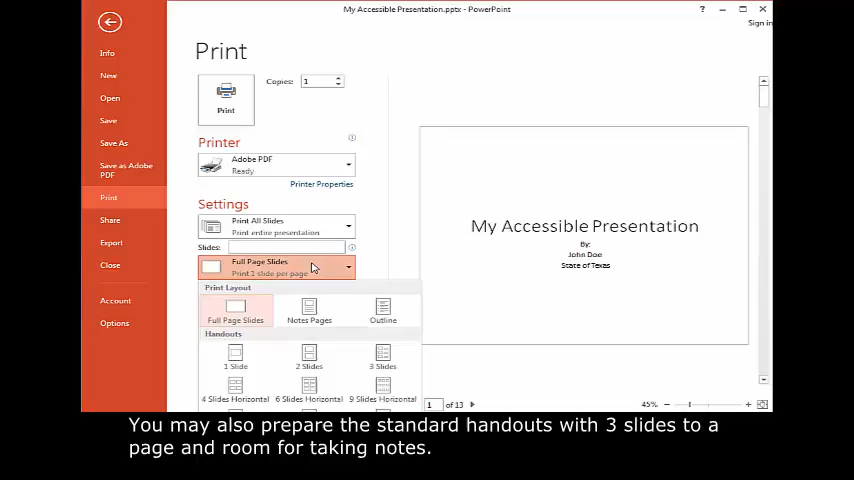 My Accessible Presentation.pptx - PowerPoint
?
Sign in
Info
New
Open
Save
Save As
Save as Adobe
PDF
Print
Share
Export
Close
Account
Options
Print
Print
Copies: 1
Printer
Adobe PDF
Ready
Printer Properties
Settings
Print All Slides
Print entire presentation
Slides:
Full Page Slides
Print 1 slide per page
Print Layout
Full Page Slides
Notes Pages
Outline
Handouts
1 Slide
2 Slides
3 Slides
4 Slides Horizontal
6 Slides Horizontal
9 Slides Horizontal
My Accessible Presentation
By:
John Doe
State of Texas
1 of 13
45%
You may also prepare the standard handouts with 3 slides to a
page and room for taking notes.